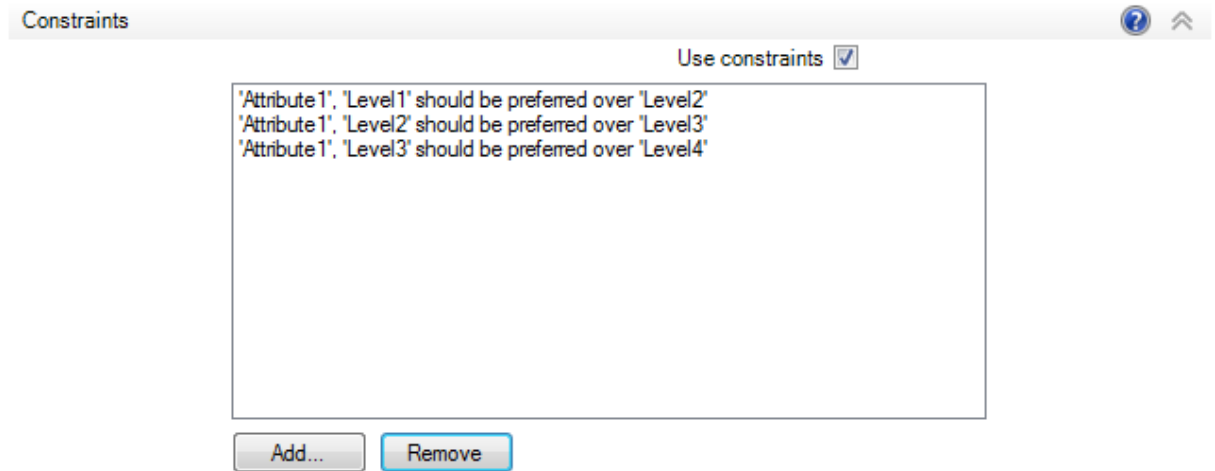 Constraints
Use constraints
'Attribute1', 'Level1' should be preferred over 'Level2'
'Attribute1', 'Level2' should be preferred over 'Level3'
'Attribute1', 'Level3' should be preferred over 'Level4'
Add... Remove